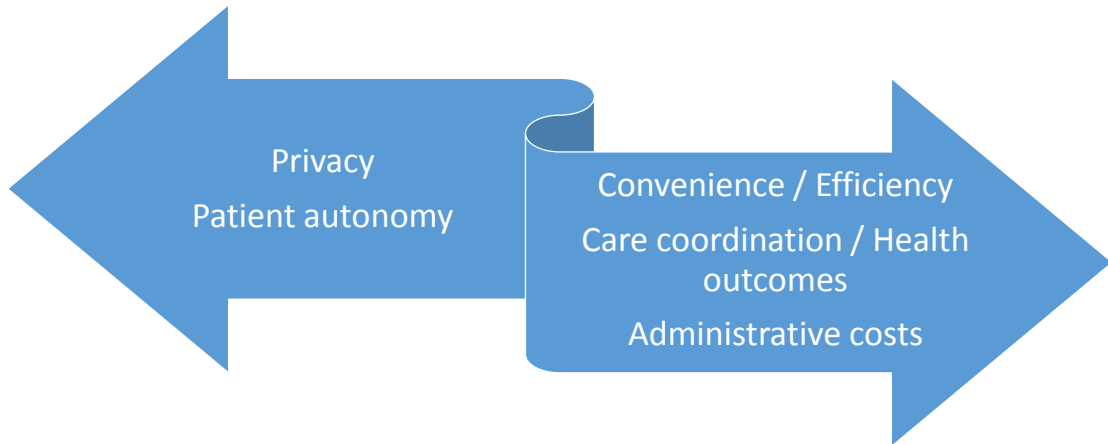 Privacy
Patient autonomy
Convenience / Efficiency
Care coordination / Health
outcomes
Administrative costs